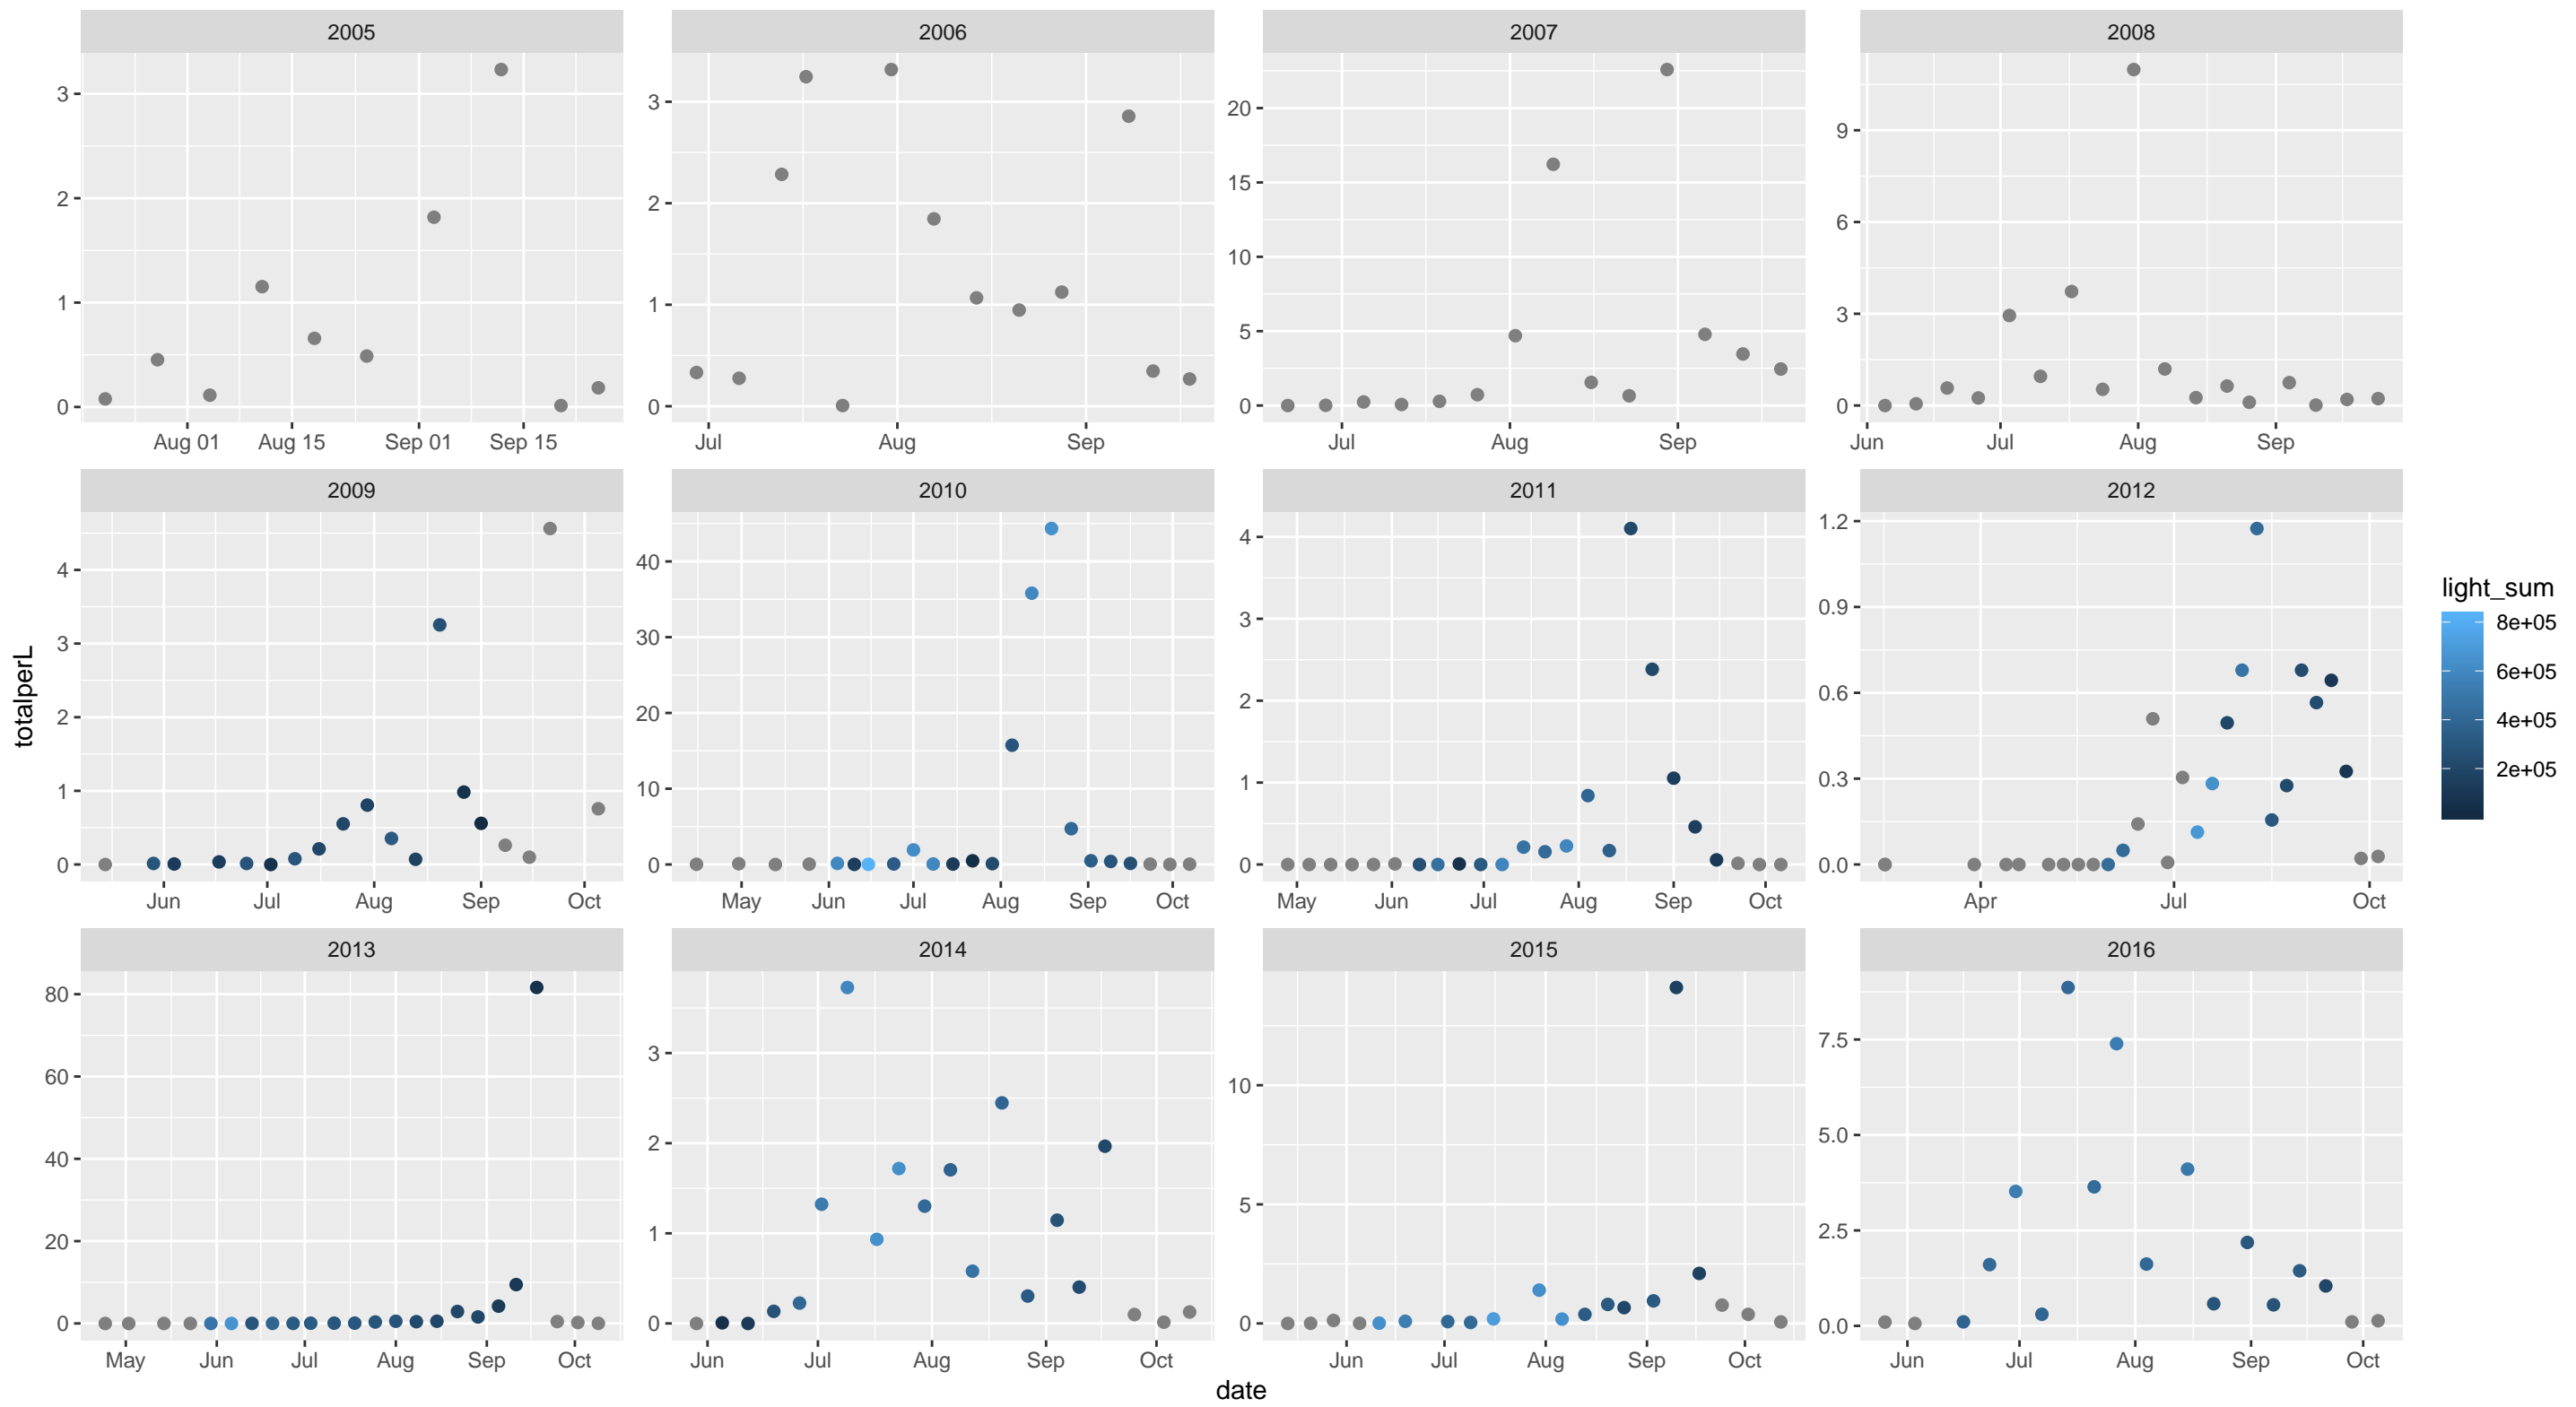 2005 2006 2007 2008
3 2 1 0
Aug 01 Aug 15 Sep 01 Sep 15
3 2 1 0
Jul Aug Sep
20 15 10 5 0
Jul Aug Sep
9 6 3 0
Jun Jul Aug Sep
2009 2010 2011 2012
4 3 2 1 0
Jun Jul Aug Sep Oct
40 30 20 10 0
May Jun Jul Aug Sep Oct
4 3 2 1 0
May Jun Jul Aug Sep Oct
1.2 0.9 0.6 0.3 0.0
Apr Jul Oct
2013 2014 2015 2016
80 60 40 20 0
May Jun Jul Aug Sep Oct
3 2 1 0
Jun Jul Aug Sep Oct
10 5 0
Jun Jul Aug Sep Oct
7.5 5.0 2.5 0.0
Jun Jul Aug Sep Oct
totalperL
date
light_sum
8e+05
6e+05
4e+05
2e+05